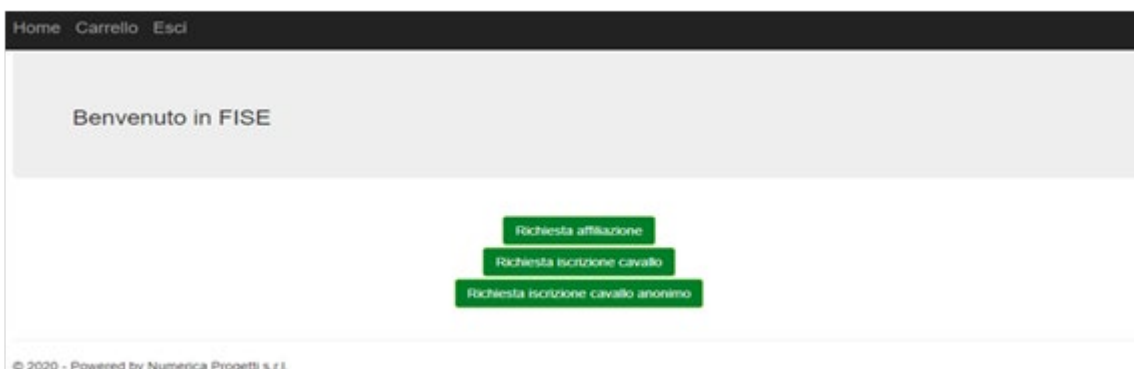 Home Carrello Esci
Benvenuto in FISE
Richiesta affiliazione
Richiesta iscrizione cavallo
Richiesta iscrizione cavallo anonimo
© 2020 - Powered by Numerica Progetti s.r.l.